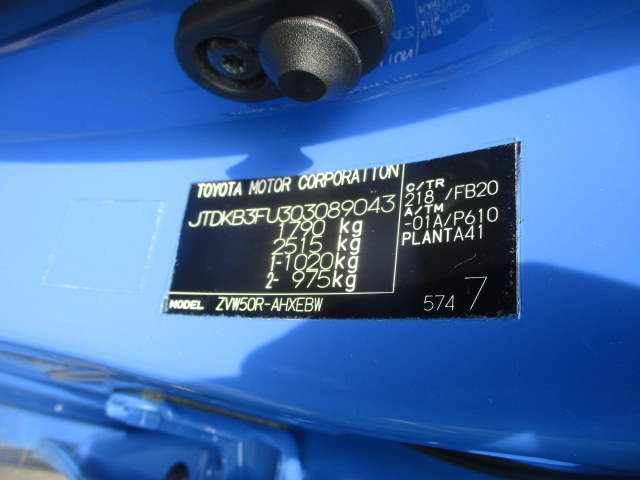 TOYOTA MOTOR CORPORATION
JTDKB3FU303089043
1790 kg
2515 kg
1-1020kg
2- 975kg
MODEL ZVW50R-AHXEBW
C/TR
218 /FB20
A/TM
-01A/P610
PLANTA41
574 7